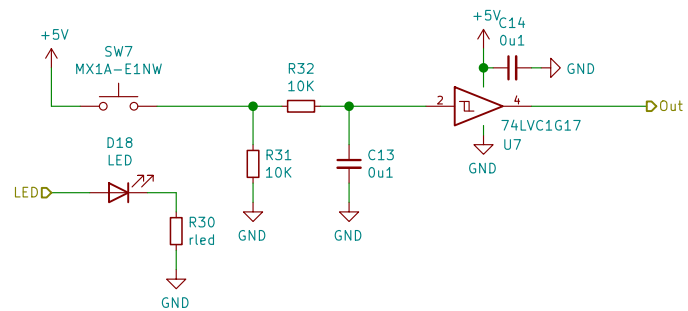 +5V
SW7
MX1A-E1NW
R32
10K
+5V
C14
0u1
GND
2
4
74LVC1G17
U7
GND
Out
R31
10K
GND
C13
0u1
GND
D18
LED
LED
R30
rled
GND